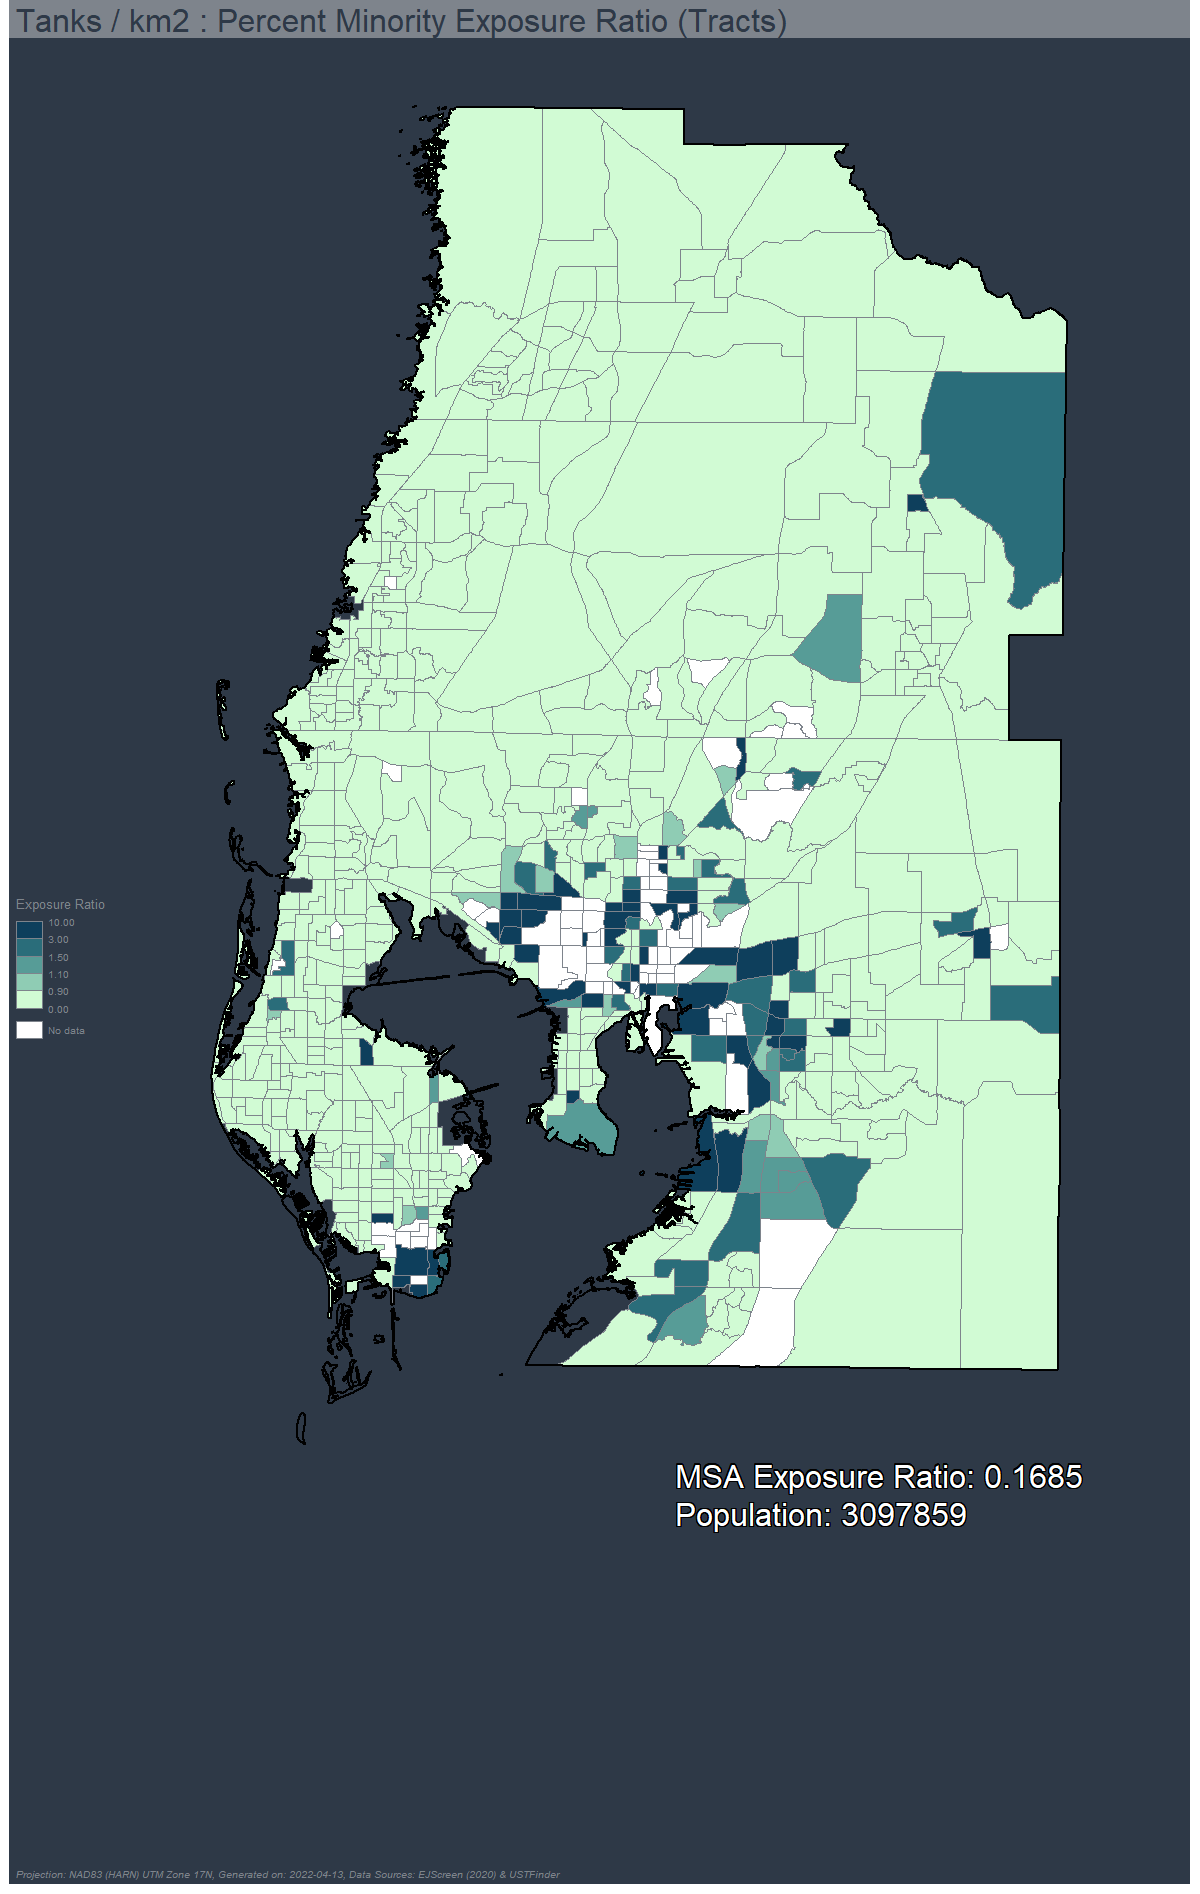 Tanks / km2 : Percent Minority Exposure Ratio (Tracts)
Exposure Ratio
10.00
3.00
1.50
1.10
0.90
0.00
No data
MSA Exposure Ratio: 0.1685
Population: 3097859
Projection: NAD83 (HARN) UTM Zone 17N, Generated on: 2022-04-13, Data Sources: EJScreen (2020) & USTFinder